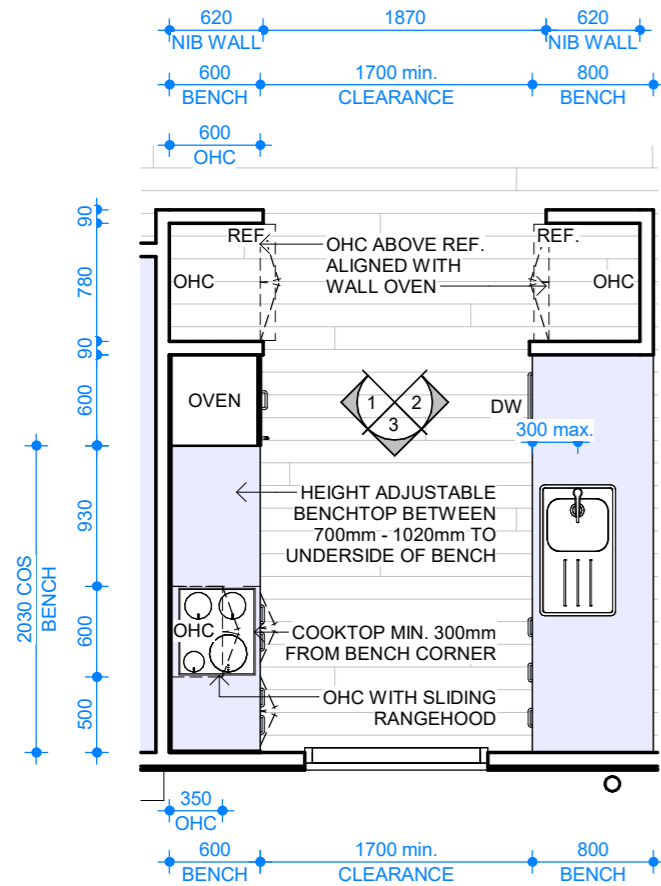 620 1870 620
NIB WALL NIB WALL
600 1700 min. 800
BENCH CLEARANCE BENCH
600
OHC
90
780
90
600
930
600
500
2030 COS
BENCH
REF.
OHC
OHC ABOVE REF.
ALIGNED WITH
WALL OVEN
REF.
OHC
OVEN
1 2
3
DW
300 max.
HEIGHT ADJUSTABLE
BENCHTOP BETWEEN
700mm - 1020mm TO
UNDERSIDE OF BENCH
OHC
COOKTOP MIN. 300mm
FROM BENCH CORNER
OHC WITH SLIDING
RANGEHOOD
350
OHC
600 1700 min. 800
BENCH CLEARANCE BENCH